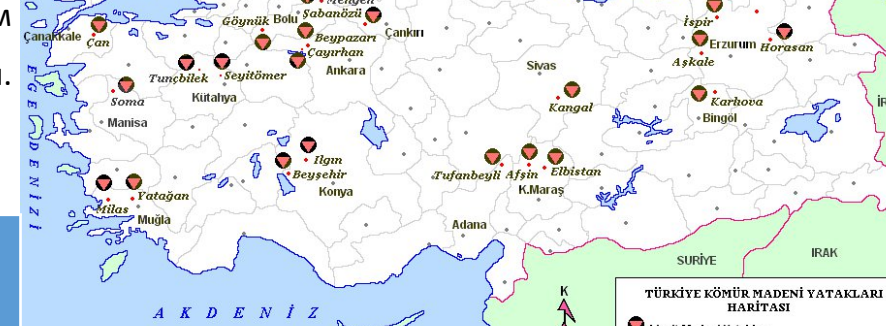 M
Şabanözü
Bolu
Göynük
Çankırı
Çanakkale
Çan
Beypazarı
Çayırhan
Ankara
Tunçbilek
Seyitömer
Kütahya
Soma
Manisa
Ilgın
Beyşehir
Konya
Yatağan
Milas
Muğla
EGE DENİZİ
Sivas
Kangal
Tufanbeyli
Afşin
Elbistan
K.Maraş
Adana
İspir
Erzurum
Horasan
Aşkale
Karlıova
Bingöl
İR
SURİYE
IRAK
AKDENİZ
K
TÜRKİYE KÖMÜR MADENİ YATAKLARI
HARİTASI